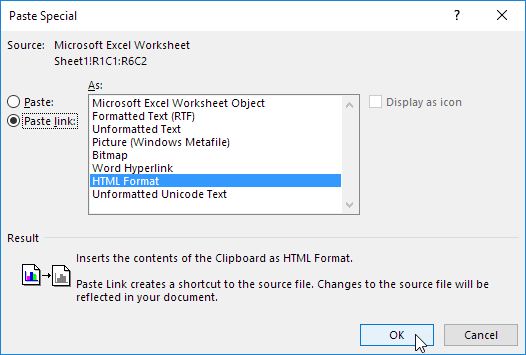 Paste Special
?
Source: Microsoft Excel Worksheet
Sheet1!R1C1:R6C2
As:
Paste:
Paste link:
Microsoft Excel Worksheet Object
Formatted Text (RTF)
Unformatted Text
Picture (Windows Metafile)
Bitmap
Word Hyperlink
HTML Format
Unformatted Unicode Text
Display as icon
Result
Inserts the contents of the Clipboard as HTML Format.
Paste Link creates a shortcut to the source file. Changes to the source file will be
reflected in your document.
OK Cancel